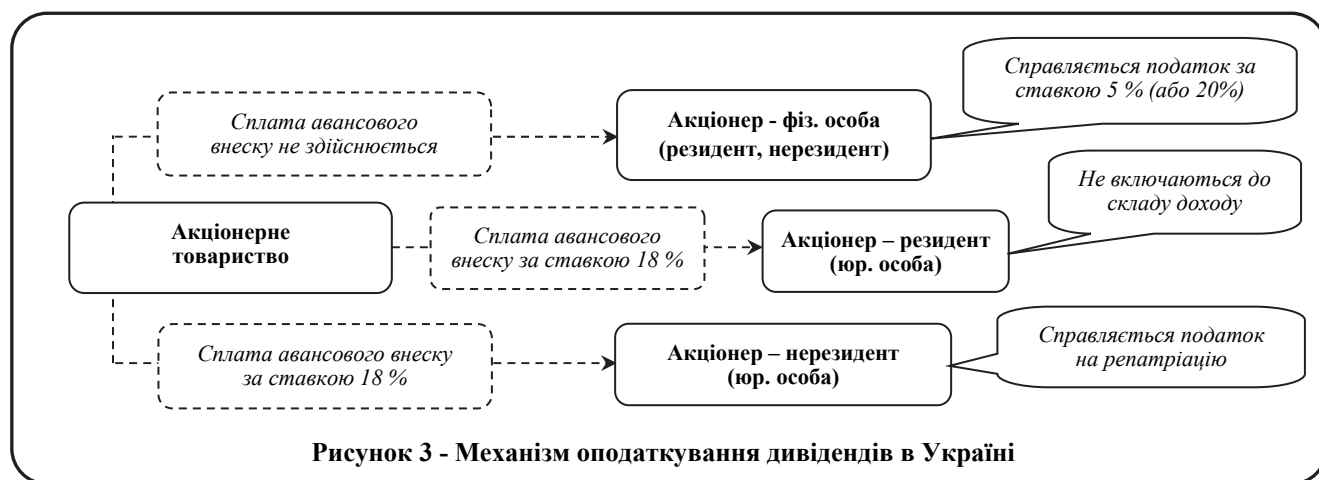 Справляється податок за
ставкою 5 % (або 20%)
Сплата авансового
внеску не здійснюється
Акціонер - фіз. особа
(резидент, нерезидент)
Не включаються до
складу доходу
Акціонерне
товариство
Сплата авансового
внеску за ставкою 18 %
Акціонер – резидент
(юр. особа)
Сплата авансового внеску
за ставкою 18 %
Акціонер – нерезидент
(юр. особа)
Справляється податок
на репатріацію
Рисунок 3 - Механізм оподаткування дивідендів в Україні